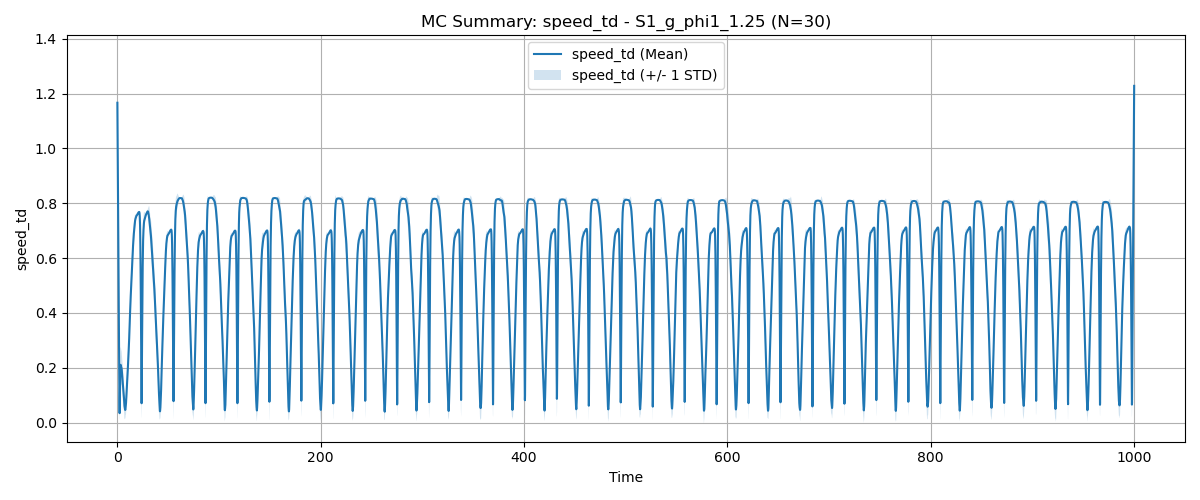 MC Summary: speed_td - S1_g_phi1_1.25 (N=30)
speed_td (Mean)
speed_td (+/- 1 STD)
1.4
1.2
1.0
0.8
0.6
0.4
0.2
0.0
speed_td
0 200 400 600 800 1000
Time